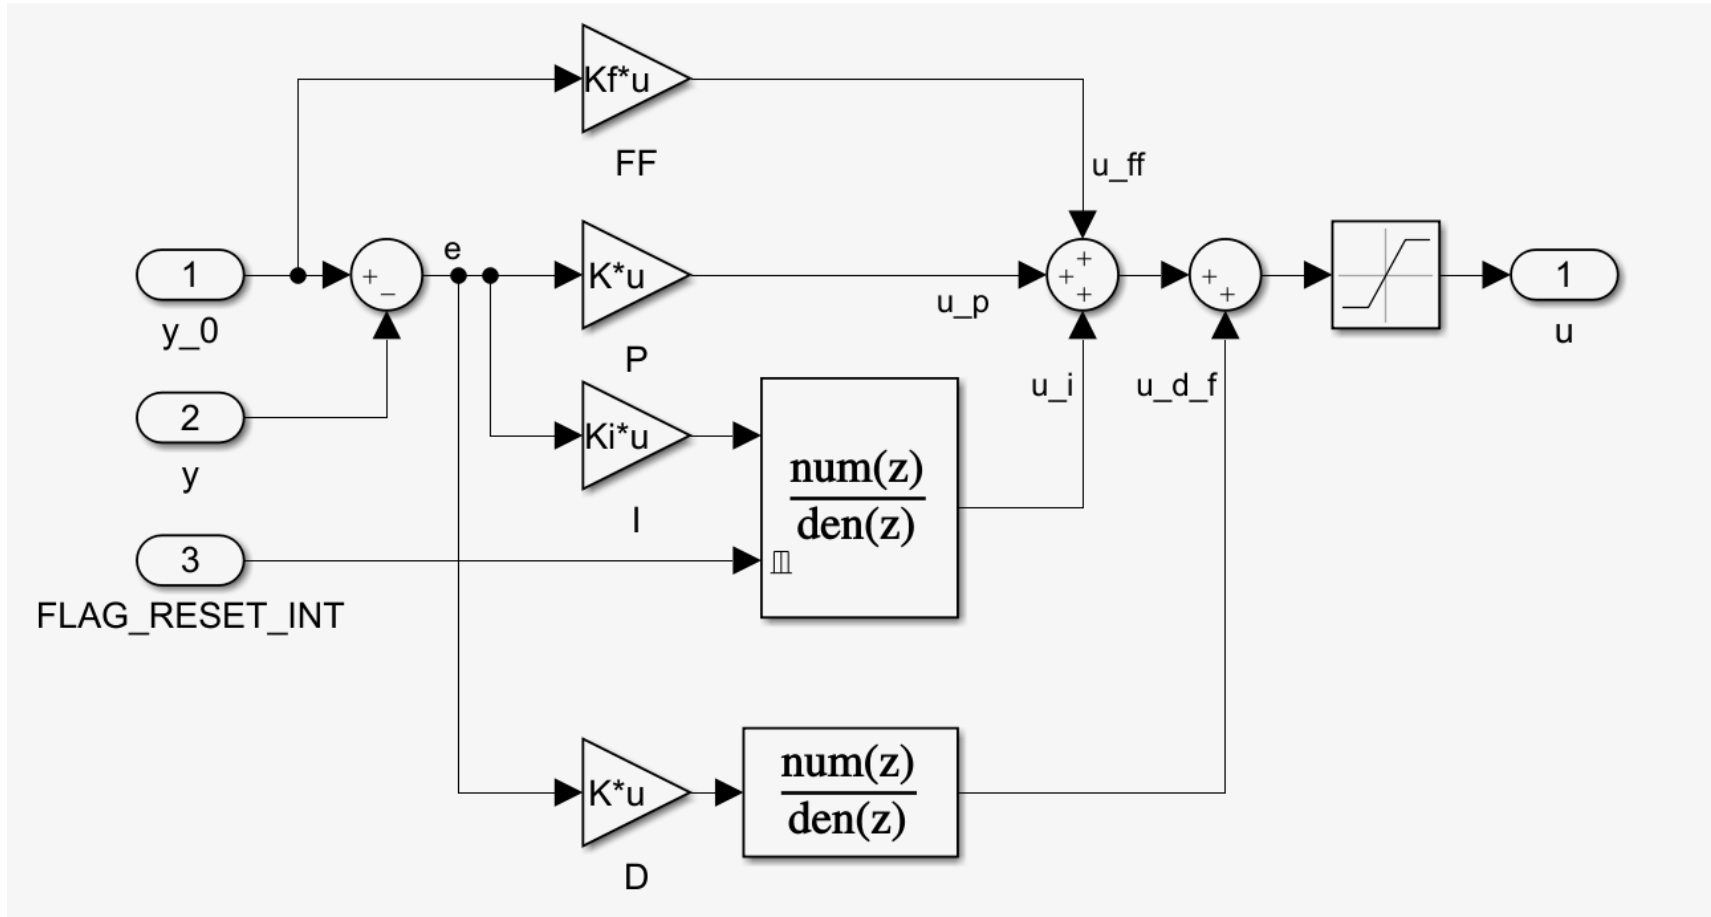 Kf*u
FF
u_ff
1
y_0
+
−
e
K*u
P
u_p
+
+
+
+
+
1
u
2
y
Ki*u
I
num(z)
den(z)
u_i
u_d_f
3
FLAG_RESET_INT
K*u
D
num(z)
den(z)